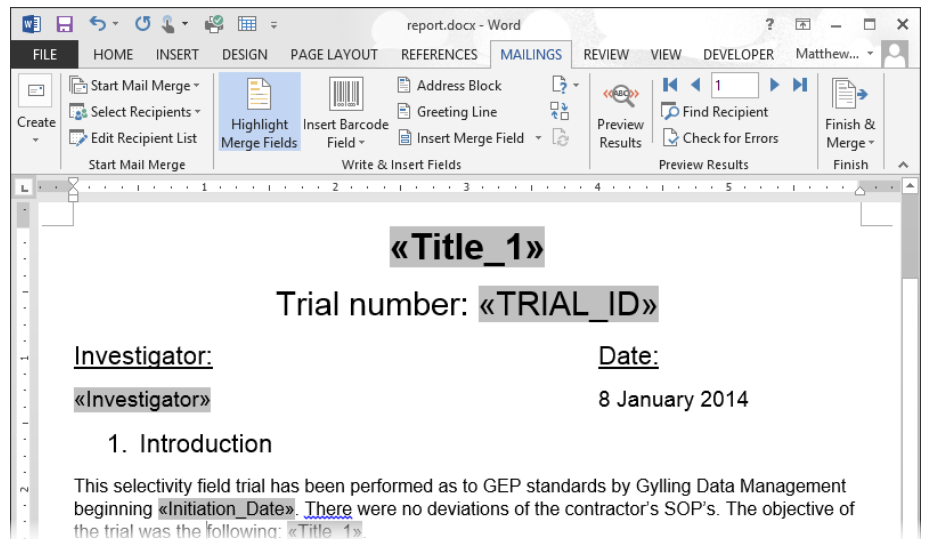 report.docx - Word
FILE HOME INSERT DESIGN PAGE LAYOUT REFERENCES MAILINGS REVIEW VIEW DEVELOPER Matthew...
Start Mail Merge
Address Block
1
Select Recipients
Greeting Line
Find Recipient
Create
Highlight Merge Fields
Insert Barcode Field
Preview Results
Finish & Merge
Edit Recipient List
Insert Merge Field
Check for Errors
Start Mail Merge
Write & Insert Fields
Preview Results
Finish
1 2 3 4 5
«Title_1»
Trial number: «TRIAL_ID»
Investigator: Date:
«Investigator» 8 January 2014
1. Introduction
This selectivity field trial has been performed as to GEP standards by Gylling Data Management
beginning «Initiation_Date». There were no deviations of the contractor's SOP's. The objective of
the trial was the following: «Title_1».